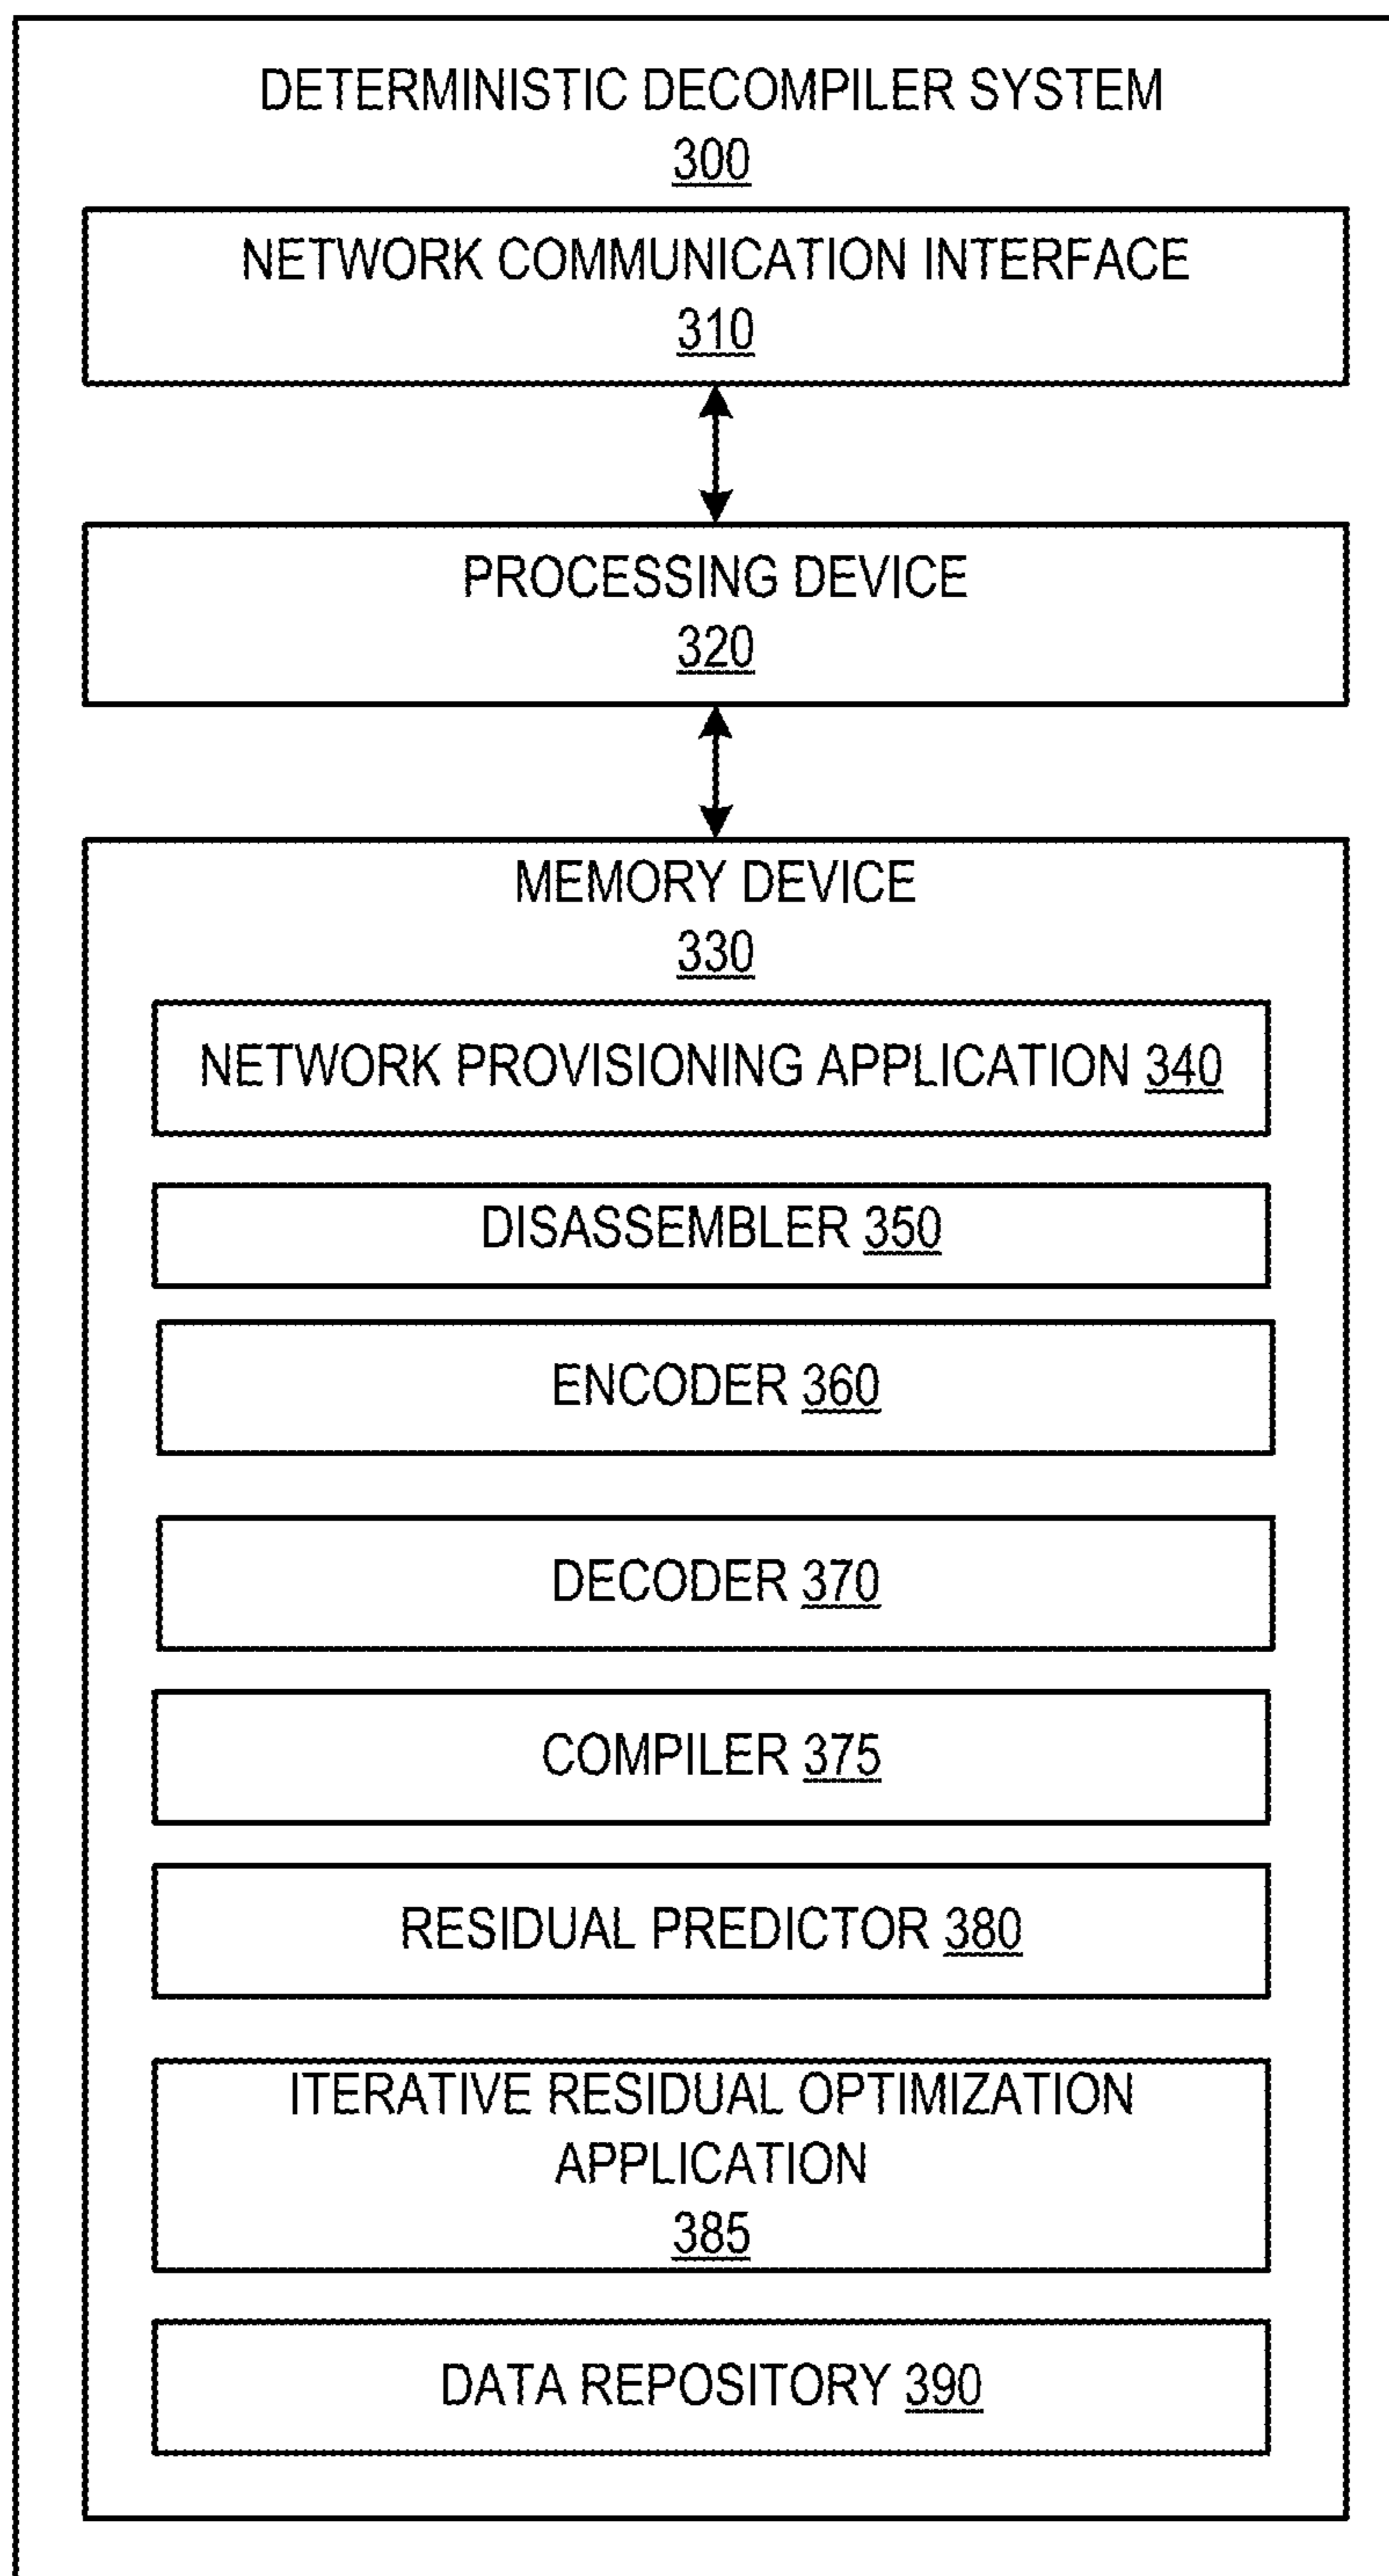 DETERMINISTIC DECOMPILER SYSTEM
300
NETWORK COMMUNICATION INTERFACE
310
PROCESSING DEVICE
320
MEMORY DEVICE
330
NETWORK PROVISIONING APPLICATION 340
DISASSEMBLER 350
ENCODER 360
DECODER 370
COMPILER 375
RESIDUAL PREDICTOR 380
ITERATIVE RESIDUAL OPTIMIZATION
APPLICATION
385
DATA REPOSITORY 390